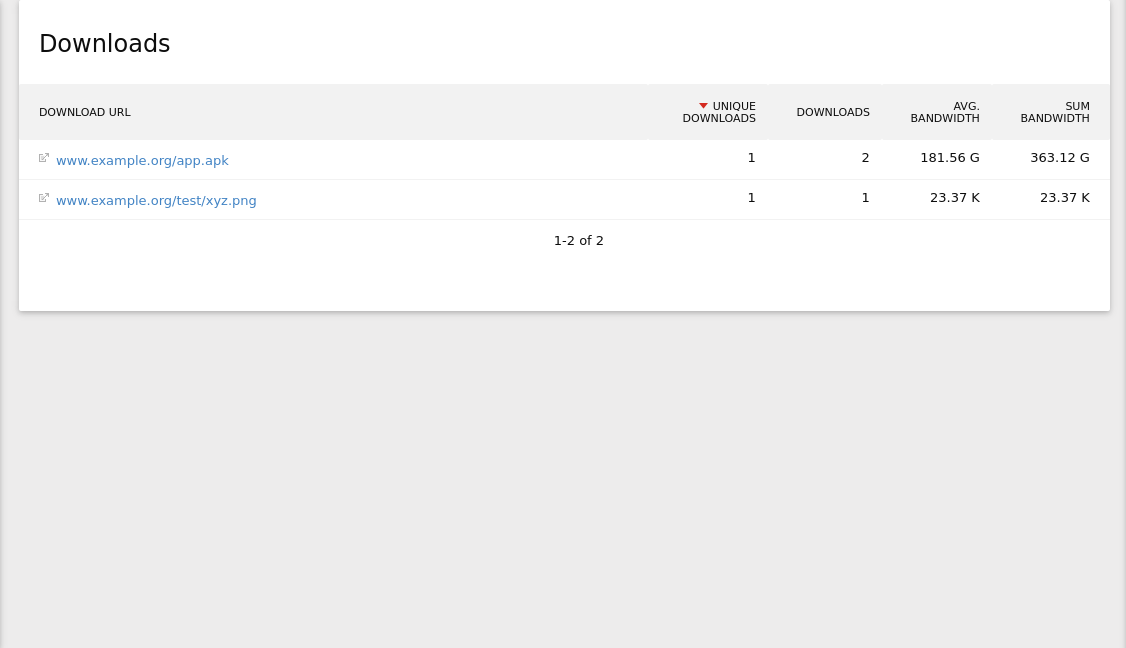 Downloads
DOWNLOAD URL UNIQUE DOWNLOADS DOWNLOADS AVG. BANDWIDTH SUM BANDWIDTH
www.example.org/app.apk 1 2 181.56 G 363.12 G
www.example.org/test/xyz.png 1 1 23.37 K 23.37 K
1-2 of 2